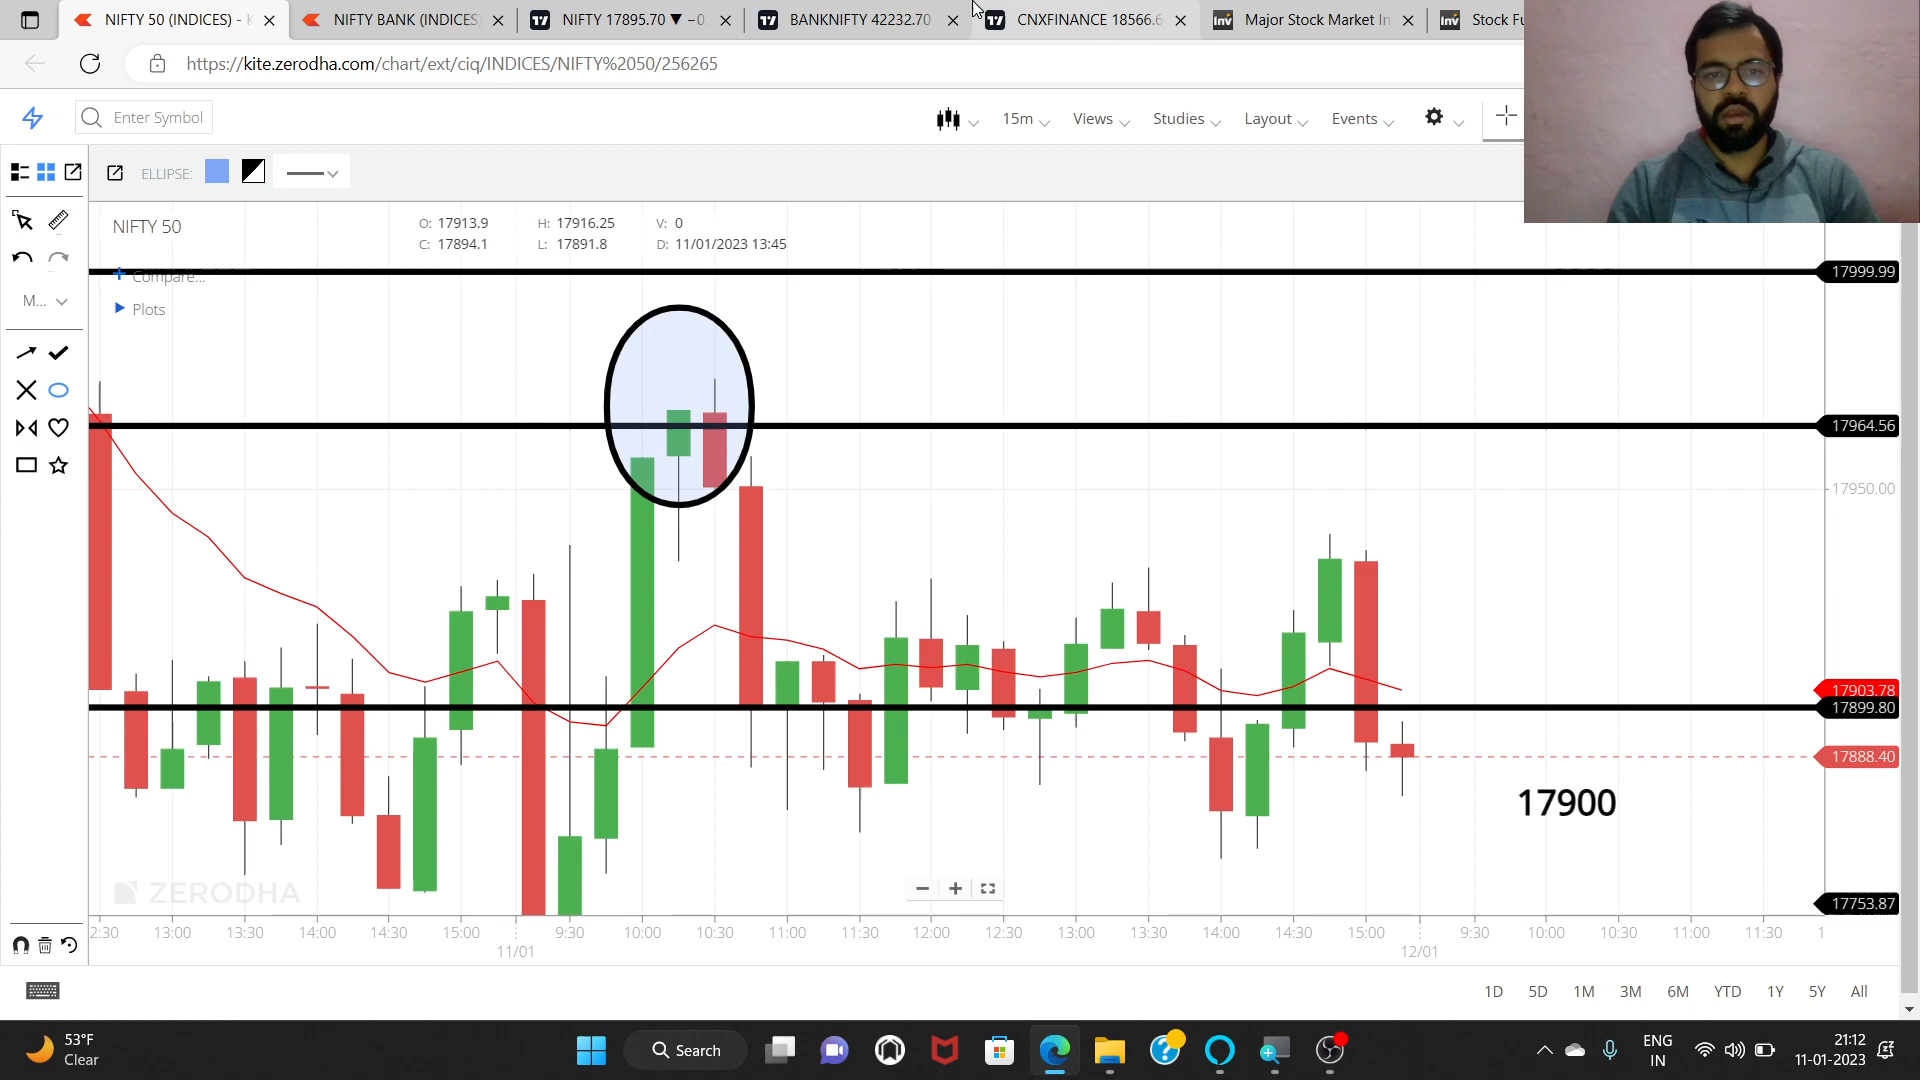 NIFTY 50 (INDICES) - K
NIFTY BANK (INDICES
NIFTY 17895.70 ▼ −0.
BANKNIFTY 42232.70
CNXFINANCE 18566.6
Major Stock Market In
Stock Fu
https://kite.zerodha.com/chart/ext/ciq/INDICES/NIFTY%2050/256265
Enter Symbol
15m
Views
Studies
Layout
Events
ELLIPSE:
NIFTY 50
O: 17913.9 H: 17916.25 V: 0
C: 17894.1 L: 17891.8 D: 11/01/2023 13:45
Compare...
Plots
M...
17999.99
17964.56
17950.00
17903.78
17899.80
17888.40
17900
17753.87
ZERODHA
2:30 13:00 13:30 14:00 14:30 15:00 9:30 10:00 10:30 11:00 11:30 12:00 12:30 13:00 13:30 14:00 14:30 15:00 9:30 10:00 10:30 11:00 11:30 1
11/01 12/01
1D 5D 1M 3M 6M YTD 1Y 5Y All
53°F
Clear
Search
ENG
IN
21:12
11-01-2023